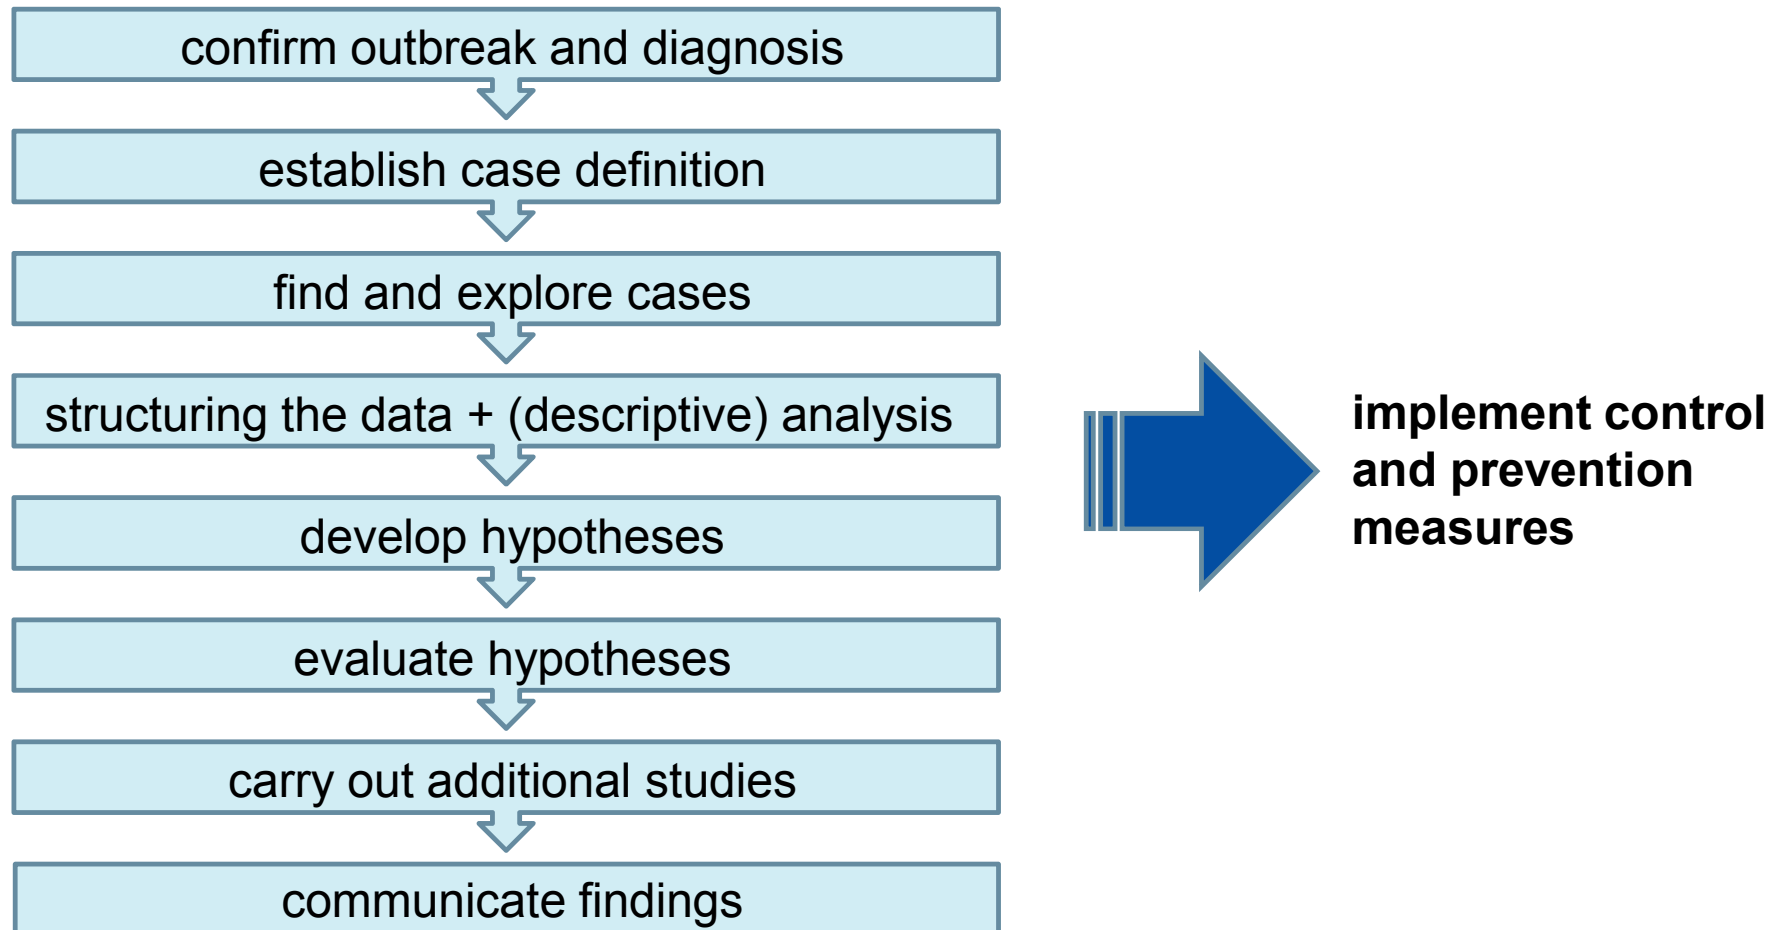 confirm outbreak and diagnosis
establish case definition
find and explore cases
structuring the data + (descriptive) analysis
develop hypotheses
evaluate hypotheses
carry out additional studies
communicate findings
implement control
and prevention
measures